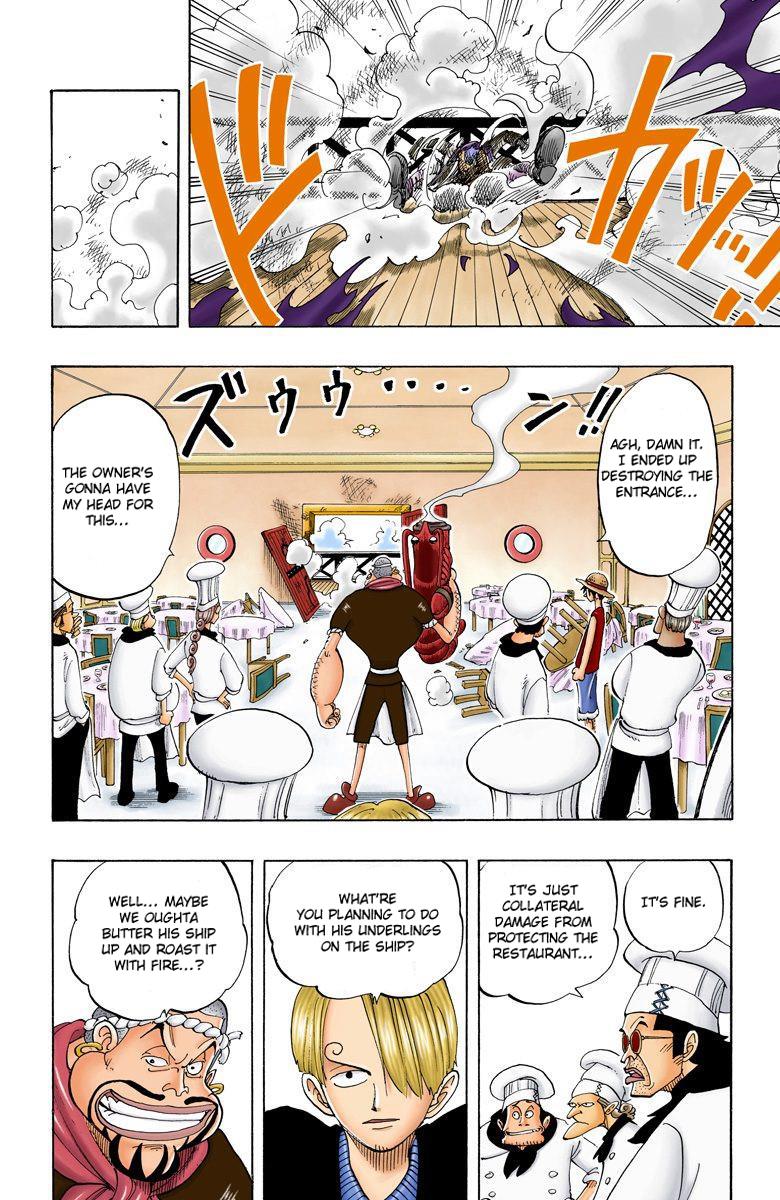 ドカッ!!
ズゥゥ....ン!!
AGH, DAMN IT.
I ENDED UP
DESTROYING THE
ENTRANCE...
THE OWNER'S
GONNA HAVE
MY HEAD FOR
THIS...
IT'S FINE.
IT'S JUST
COLLATERAL
DAMAGE FROM
PROTECTING THE
RESTAURANT...
WHAT'RE
YOU PLANNING TO DO
WITH HIS UNDERLINGS
ON THE SHIP?
WELL... MAYBE
WE OUGHTA
BUTTER HIS SHIP
UP AND ROAST IT
WITH FIRE...?